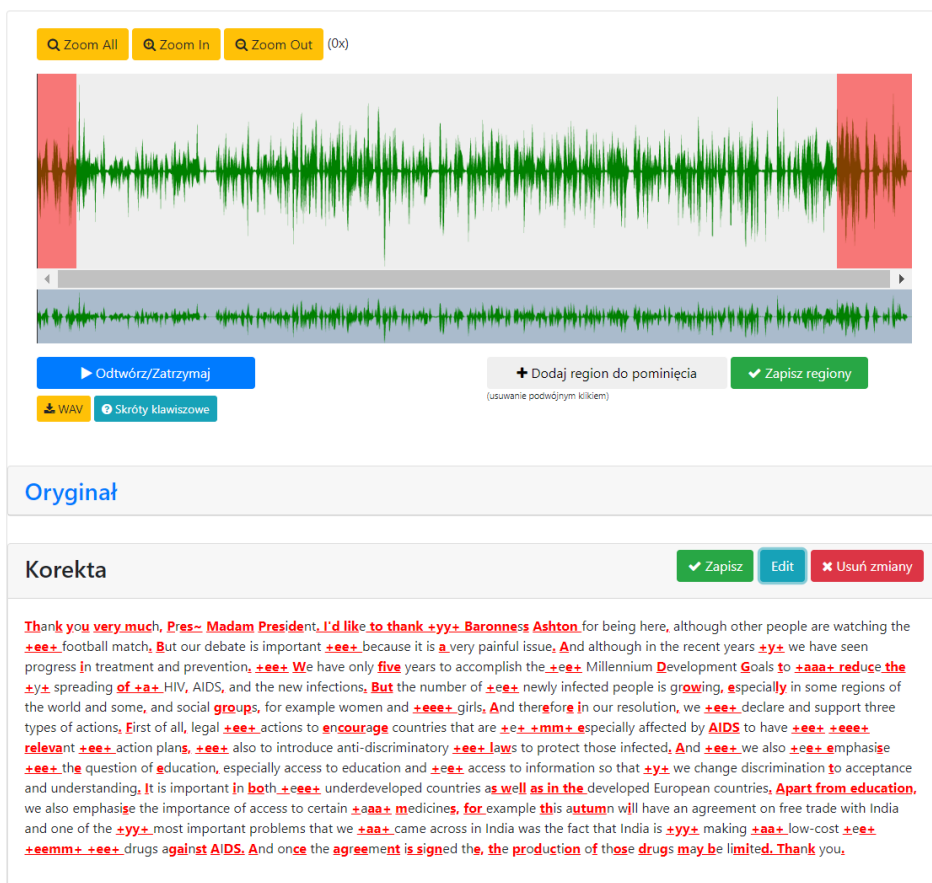 Zoom All Zoom In Zoom Out (0x)
Odtwórz/Zatrzymaj
Dodaj region do pominięcia
Zapisz regiony
(usuwanie podwójnym klikiem)
WAV
Skróty klawiszowe
Oryginał
Korekta
Zapisz
Edit
Usuń zmiany
Thank you very much, Pres~ Madam President. I'd like to thank +yy+ Baronness Ashton for being here, although other people are watching the
+ee+ football match. But our debate is important +ee+ because it is a very painful issue. And although in the recent years +y+ we have seen
progress in treatment and prevention. +ee+ We have only five years to accomplish the +ee+ Millennium Development Goals to +aaa+ reduce the
+y+ spreading of +a+ HIV, AIDS, and the new infections. But the number of +ee+ newly infected people is growing, especially in some regions of
the world and some, and social groups, for example women and +eee+ girls. And therefore in our resolution, we +ee+ declare and support three
types of actions. First of all, legal +ee+ actions to encourage countries that are +e+ +mm+ especially affected by AIDS to have +ee+ +eee+
relevant +ee+ action plans, +ee+ also to introduce anti-discriminatory +ee+ laws to protect those infected. And +ee+ we also +ee+ emphasise
+ee+ the question of education, especially access to education and +ee+ access to information so that +y+ we change discrimination to acceptance
and understanding. It is important in both +eee+ underdeveloped countries as well as in the developed European countries. Apart from education,
we also emphasise the importance of access to certain +aaa+ medicines, for example this autumn will have an agreement on free trade with India
and one of the +yy+ most important problems that we +aa+ came across in India was the fact that India is +yy+ making +aa+ low-cost +ee+
+eemm+ +ee+ drugs against AIDS. And once the agreement is signed the, the production of those drugs may be limited. Thank you.